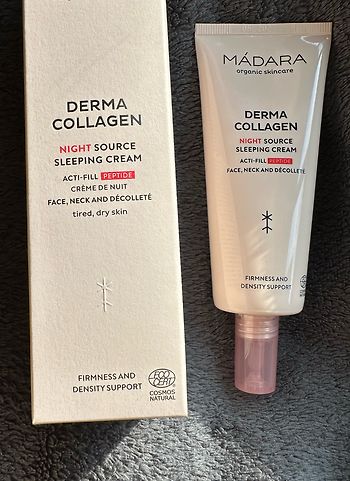 DERMA
COLLAGEN
NIGHT SOURCE
SLEEPING CREAM
ACTI-FILL PEPTIDE
CRÈME DE NUIT
FACE, NECK AND DÉCOLLETÉ
tired, dry skin
FIRMNESS AND
DENSITY SUPPORT
ECO
CERT
COSMOS
NATURAL
MÁDARA
organic skincare
DERMA
COLLAGEN
NIGHT SOURCE
SLEEPING CREAM
ACTI-FILL PEPTIDE
FACE, NECK AND DÉCOLLETÉ
FIRMNESS AND
DENSITY SUPPORT